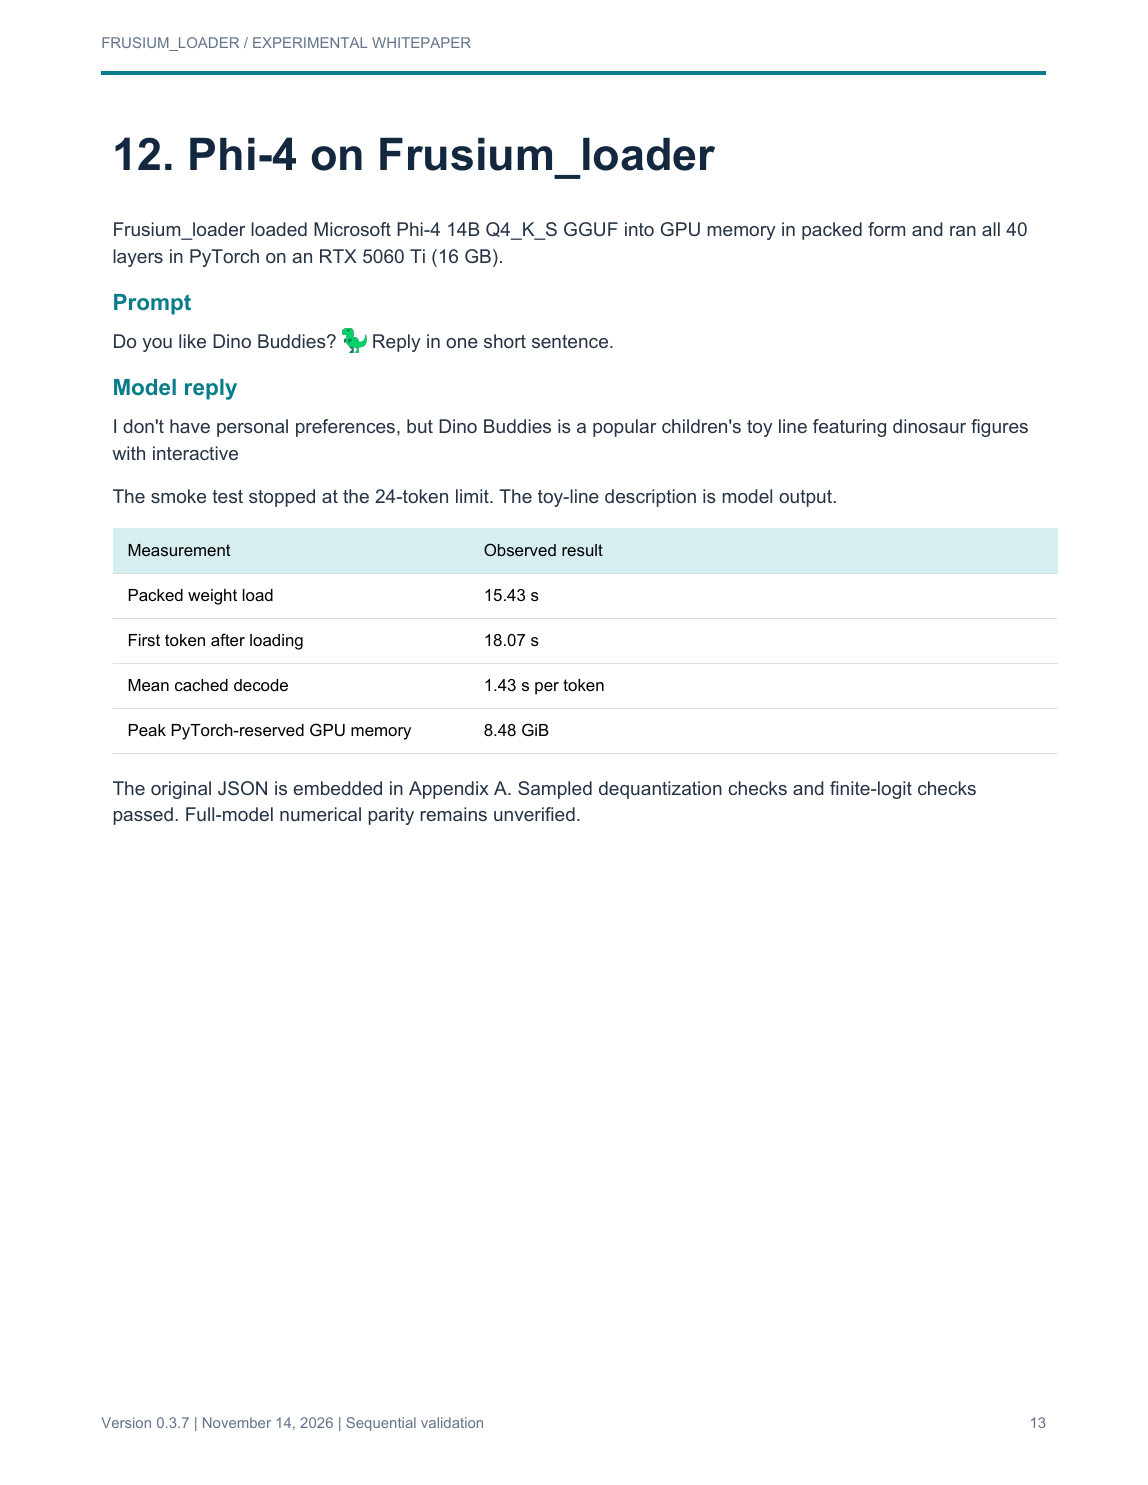 FRUSIUM_LOADER / EXPERIMENTAL WHITEPAPER
12. Phi-4 on Frusium_loader
Frusium_loader loaded Microsoft Phi-4 14B Q4_K_S GGUF into GPU memory in packed form and ran all 40
layers in PyTorch on an RTX 5060 Ti (16 GB).
Prompt
Do you like Dino Buddies? 🦖 Reply in one short sentence.
Model reply
I don't have personal preferences, but Dino Buddies is a popular children's toy line featuring dinosaur figures
with interactive
The smoke test stopped at the 24-token limit. The toy-line description is model output.
Measurement Observed result
Packed weight load 15.43 s
First token after loading 18.07 s
Mean cached decode 1.43 s per token
Peak PyTorch-reserved GPU memory 8.48 GiB
The original JSON is embedded in Appendix A. Sampled dequantization checks and finite-logit checks
passed. Full-model numerical parity remains unverified.
Version 0.3.7 | November 14, 2026 | Sequential validation 13